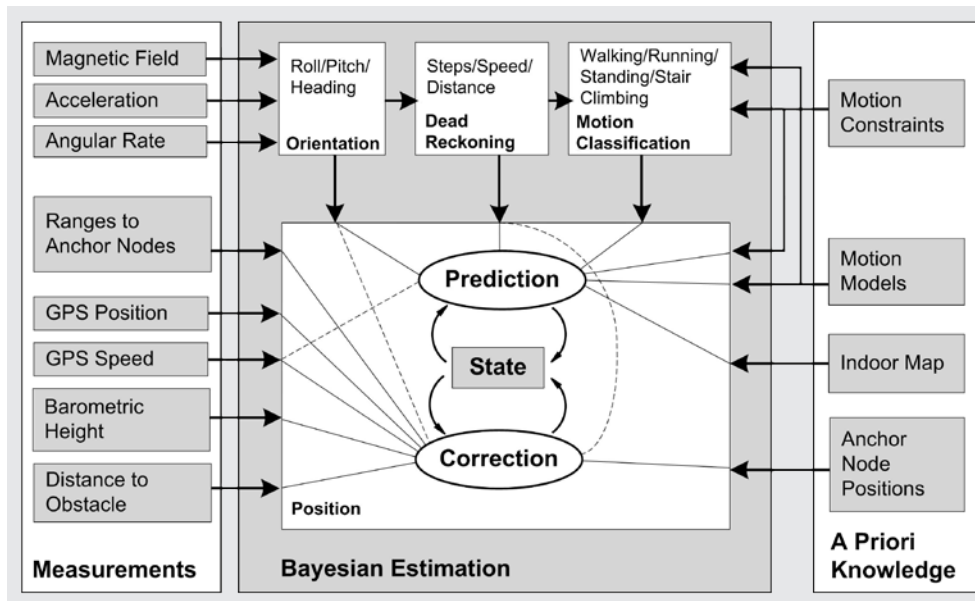 Magnetic Field
Acceleration
Angular Rate
Ranges to
Anchor Nodes
GPS Position
GPS Speed
Barometric
Height
Distance to
Obstacle
Measurements
Roll/Pitch/
Heading
Orientation
Steps/Speed/
Distance
Dead
Reckoning
Walking/Running/
Standing/Stair
Climbing
Motion
Classification
Prediction
State
Correction
Position
Bayesian Estimation
Motion
Constraints
Motion
Models
Indoor Map
Anchor
Node
Positions
A Priori
Knowledge